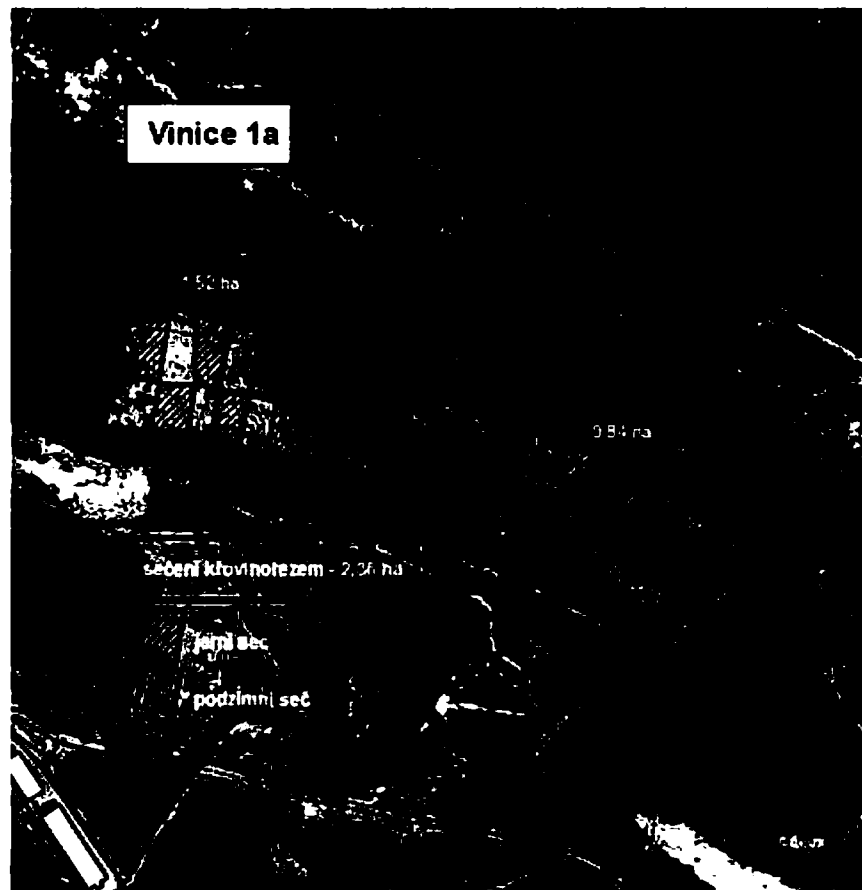 Vinice 1a
1,52 ha
0,84 ha
sečení křovinořezem - 2,36 ha
jarní seč
podzimní seč